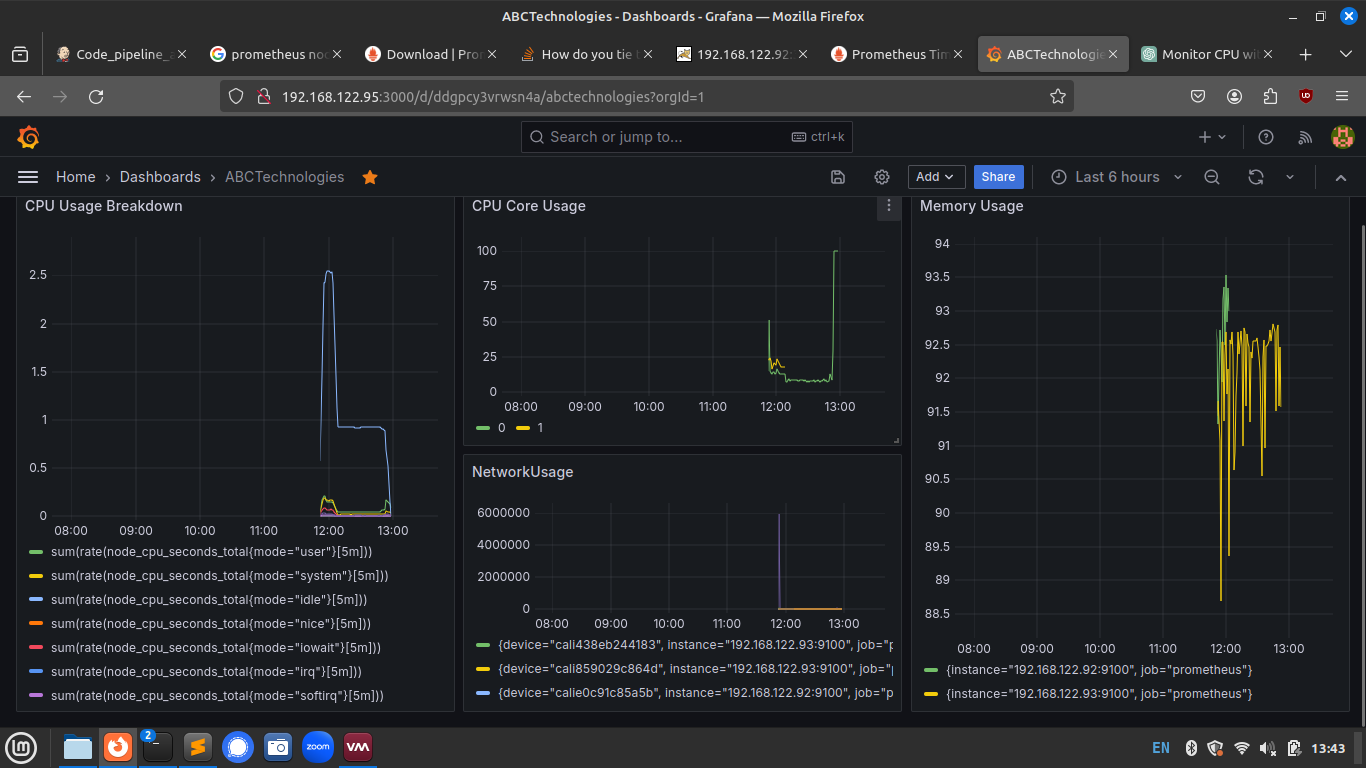 ABCTechnologies - Dashboards - Grafana — Mozilla Firefox
Code_pipeline_a
prometheus no
Download | Pro
How do you tie
192.168.122.92:
Prometheus Tim
ABCTechnologie
Monitor CPU wit
192.168.122.95:3000/d/ddgpcy3vrwsn4a/abctechnologies?orgId=1
Search or jump to... ctrl+k
Home › Dashboards › ABCTechnologies
Add
Share
Last 6 hours
CPU Usage Breakdown
2.5
2
1.5
1
0.5
0
08:00 09:00 10:00 11:00 12:00 13:00
sum(rate(node_cpu_seconds_total{mode="user"}[5m]))
sum(rate(node_cpu_seconds_total{mode="system"}[5m]))
sum(rate(node_cpu_seconds_total{mode="idle"}[5m]))
sum(rate(node_cpu_seconds_total{mode="nice"}[5m]))
sum(rate(node_cpu_seconds_total{mode="iowait"}[5m]))
sum(rate(node_cpu_seconds_total{mode="irq"}[5m]))
sum(rate(node_cpu_seconds_total{mode="softirq"}[5m]))
CPU Core Usage
100
75
50
25
0
08:00 09:00 10:00 11:00 12:00 13:00
0 1
NetworkUsage
6000000
4000000
2000000
0
08:00 09:00 10:00 11:00 12:00 13:00
{device="cali438eb244183", instance="192.168.122.93:9100", job="p
{device="cali859029c864d", instance="192.168.122.93:9100", job="p
{device="calie0c91c85a5b", instance="192.168.122.92:9100", job="p
Memory Usage
94
93.5
93
92.5
92
91.5
91
90.5
90
89.5
89
88.5
08:00 09:00 10:00 11:00 12:00 13:00
{instance="192.168.122.92:9100", job="prometheus"}
{instance="192.168.122.93:9100", job="prometheus"}
2
zoom
EN
13:43